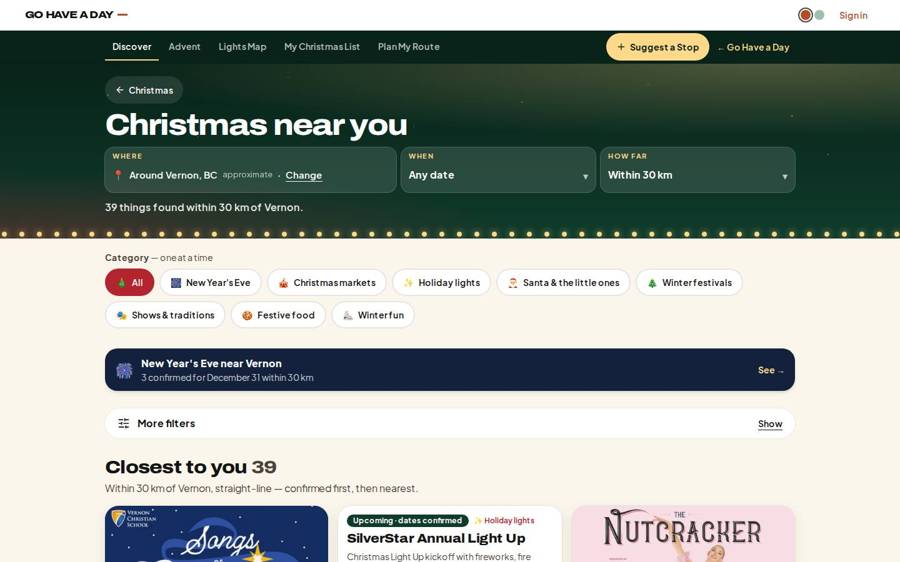 GO HAVE A DAY
Sign in
Discover
Advent
Lights Map
My Christmas List
Plan My Route
+ Suggest a Stop
← Go Have a Day
← Christmas
Christmas near you
WHERE
Around Vernon, BC approximate · Change
WHEN
Any date
HOW FAR
Within 30 km
39 things found within 30 km of Vernon.
Category — one at a time
All
New Year's Eve
Christmas markets
Holiday lights
Santa & the little ones
Winter festivals
Shows & traditions
Festive food
Winter fun
New Year's Eve near Vernon
3 confirmed for December 31 within 30 km
See →
More filters
Show
Closest to you 39
Within 30 km of Vernon, straight-line — confirmed first, then nearest.
VERNON
CHRISTIAN
SCHOOL
Songs
Upcoming · dates confirmed
Holiday lights
SilverStar Annual Light Up
Christmas Light Up kickoff with fireworks, fire
THE
NUTCRACKER